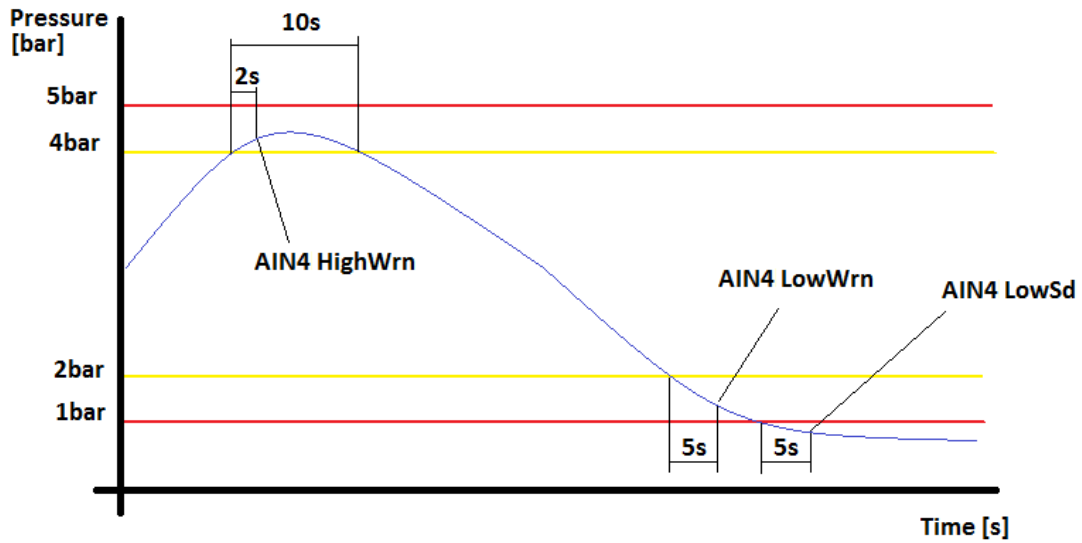 Pressure
[bar]
10s
2s
5bar
4bar
AIN4 HighWrn
AIN4 LowWrn
AIN4 LowSd
2bar
1bar
5s
5s
Time [s]